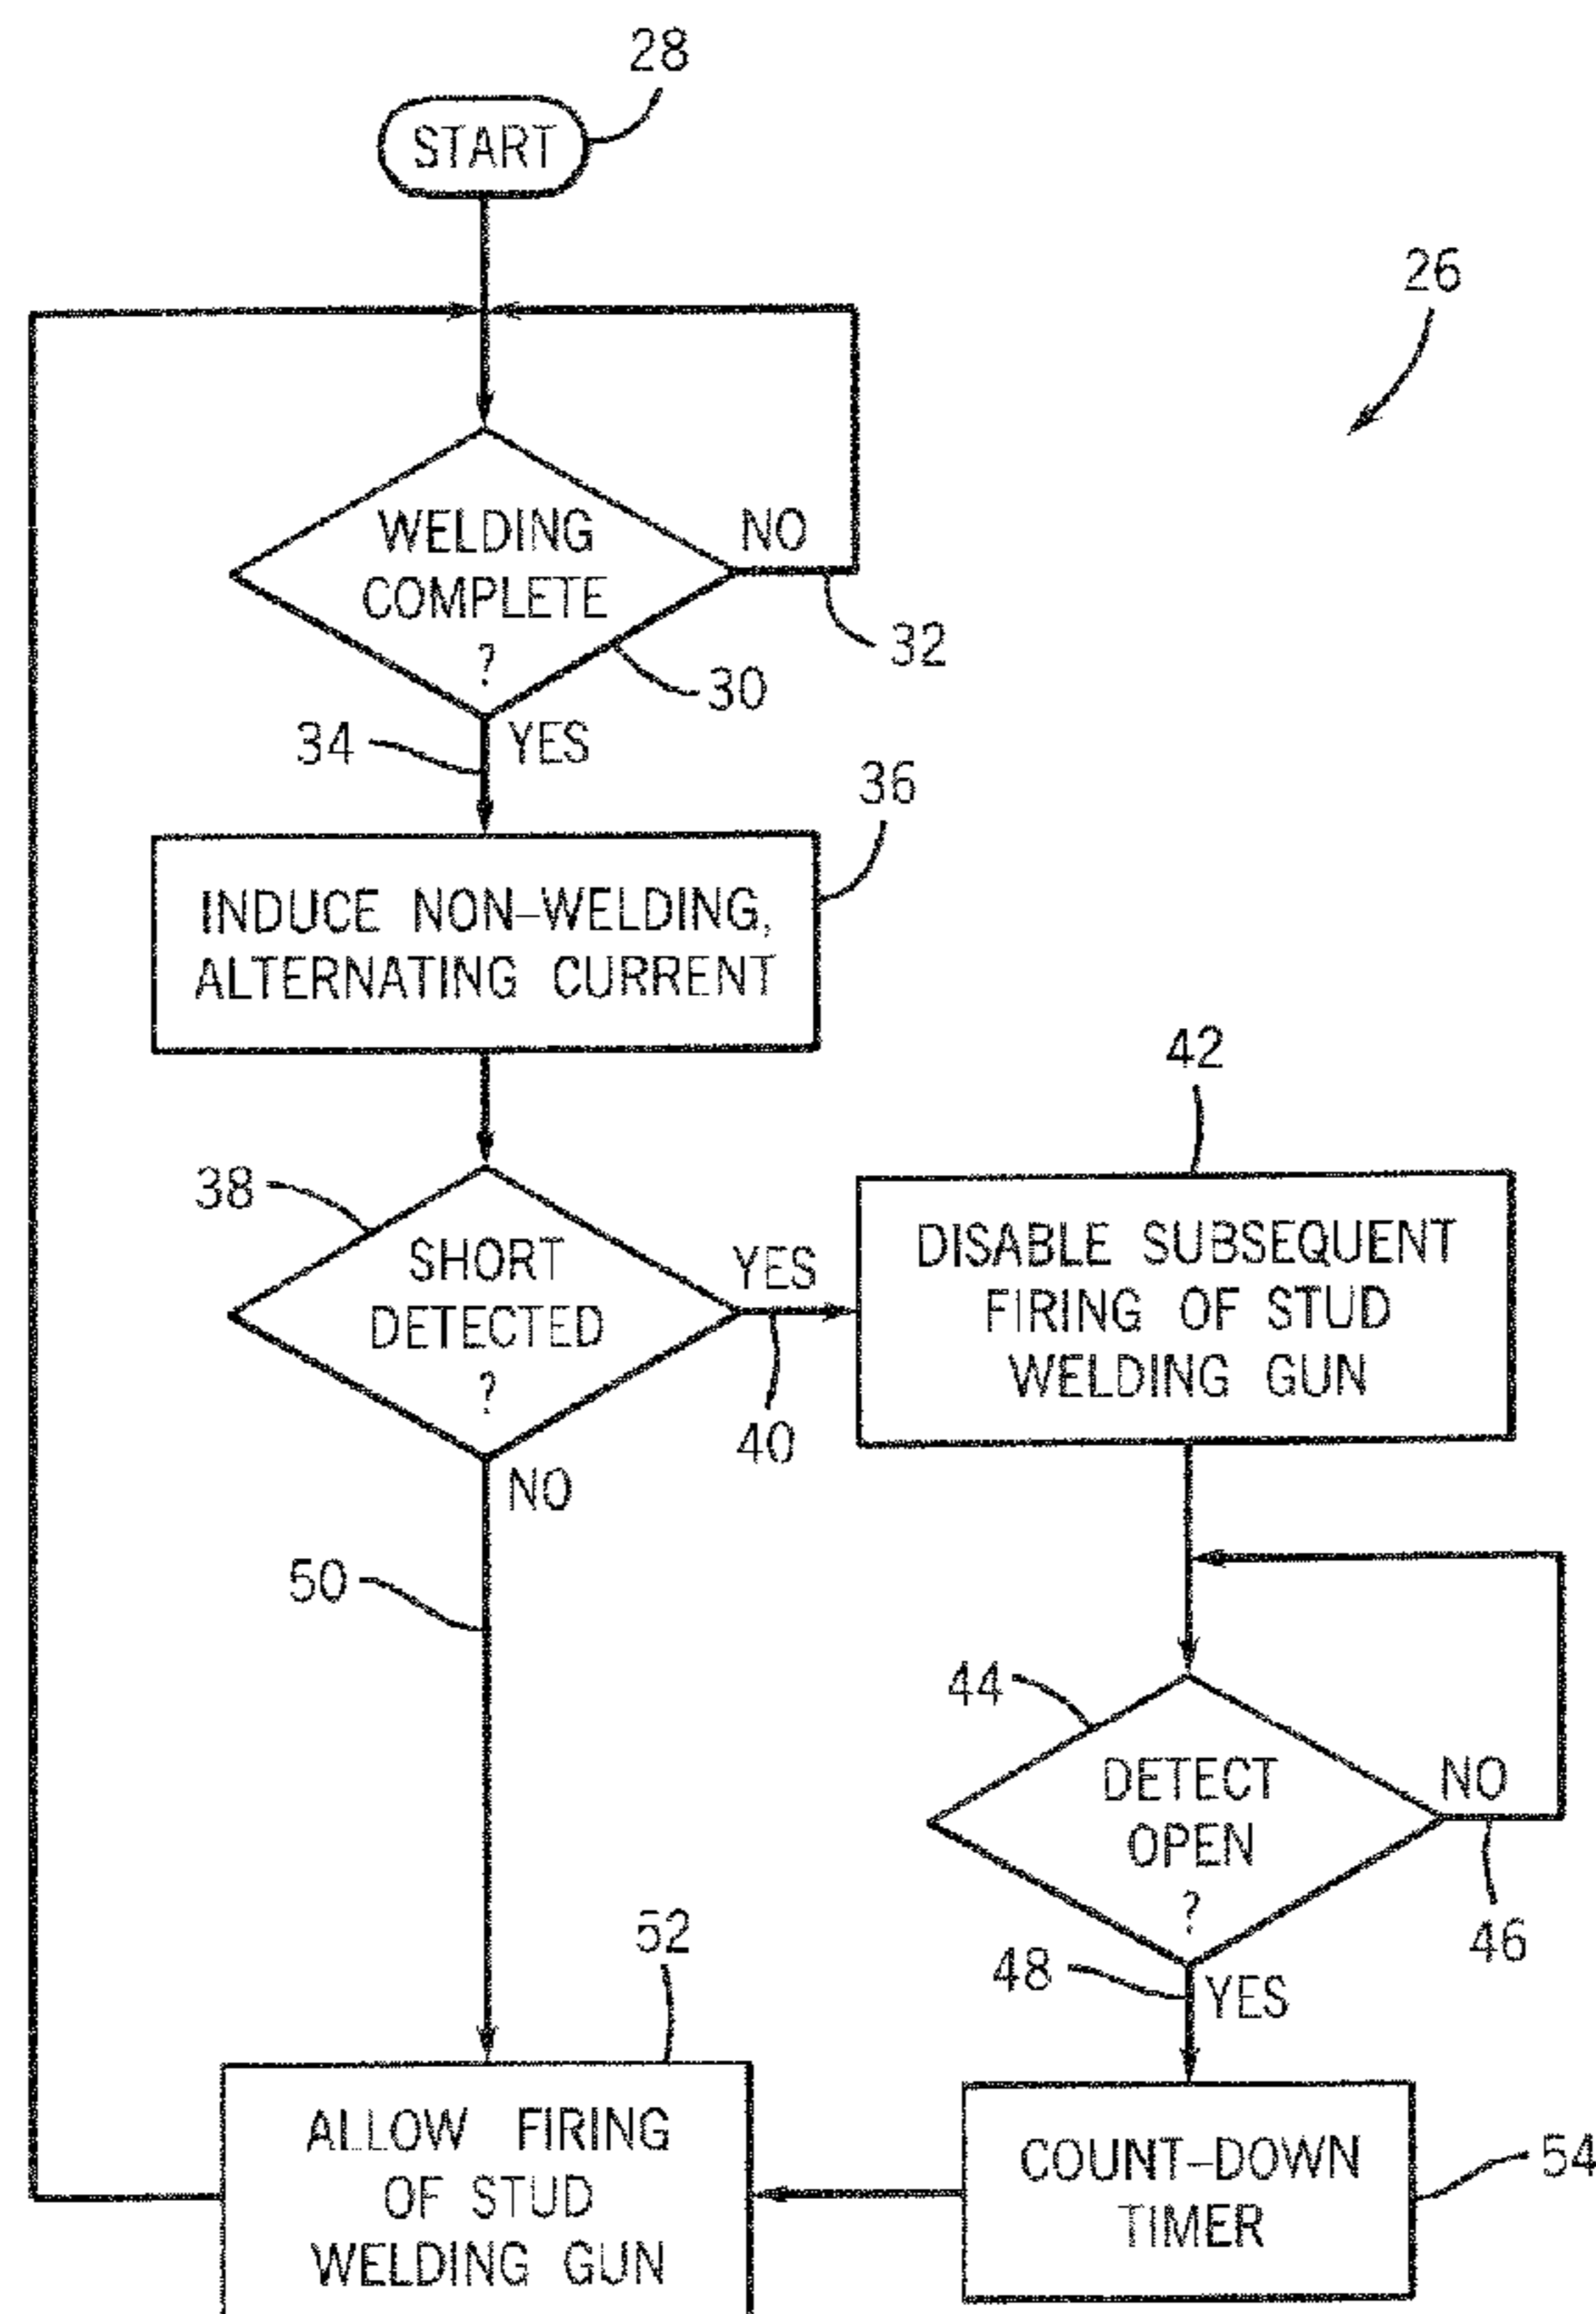 28
START
26
WELDING
COMPLETE
?
NO
32
30
34
YES
36
INDUCE NON-WELDING,
ALTERNATING CURRENT
38
SHORT
DETECTED
?
YES
40
NO
42
DISABLE SUBSEQUENT
FIRING OF STUD
WELDING GUN
50
44
DETECT
OPEN
?
NO
46
48
YES
52
ALLOW FIRING
OF STUD
WELDING GUN
COUNT-DOWN
TIMER
54